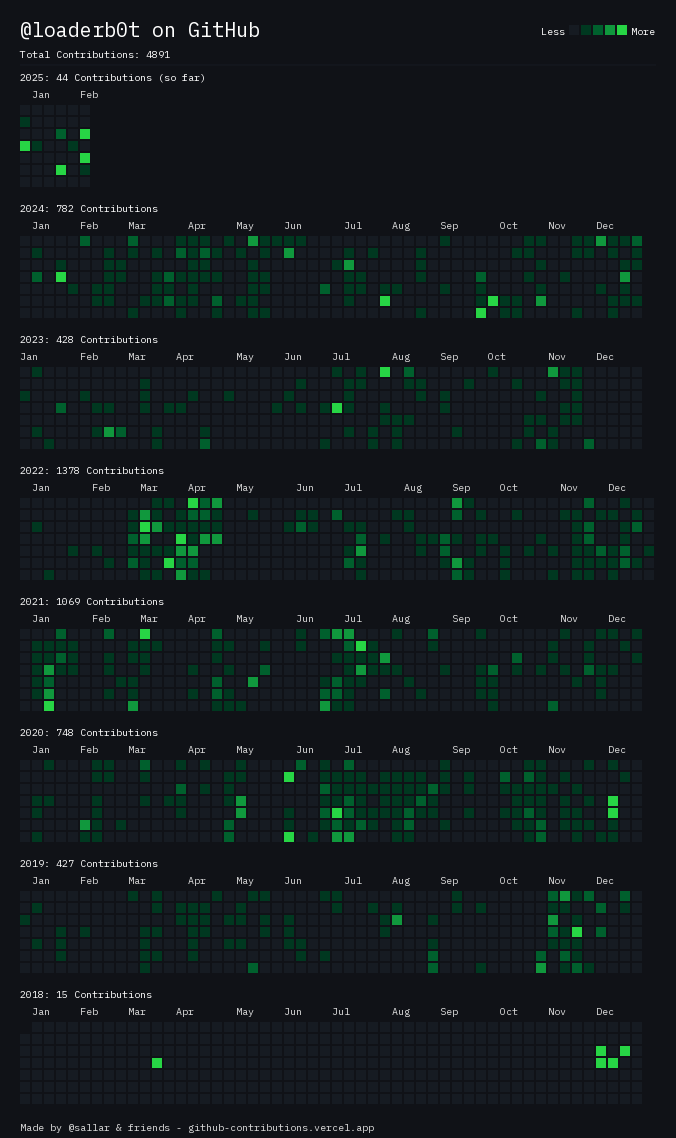 @loaderb0t on GitHub
Less More
Total Contributions: 4891
2025: 44 Contributions (so far)
Jan Feb
2024: 782 Contributions
Jan Feb Mar Apr May Jun Jul Aug Sep Oct Nov Dec
2023: 428 Contributions
Jan Feb Mar Apr May Jun Jul Aug Sep Oct Nov Dec
2022: 1378 Contributions
Jan Feb Mar Apr May Jun Jul Aug Sep Oct Nov Dec
2021: 1069 Contributions
Jan Feb Mar Apr May Jun Jul Aug Sep Oct Nov Dec
2020: 748 Contributions
Jan Feb Mar Apr May Jun Jul Aug Sep Oct Nov Dec
2019: 427 Contributions
Jan Feb Mar Apr May Jun Jul Aug Sep Oct Nov Dec
2018: 15 Contributions
Jan Feb Mar Apr May Jun Jul Aug Sep Oct Nov Dec
Made by @sallar & friends - github-contributions.vercel.app